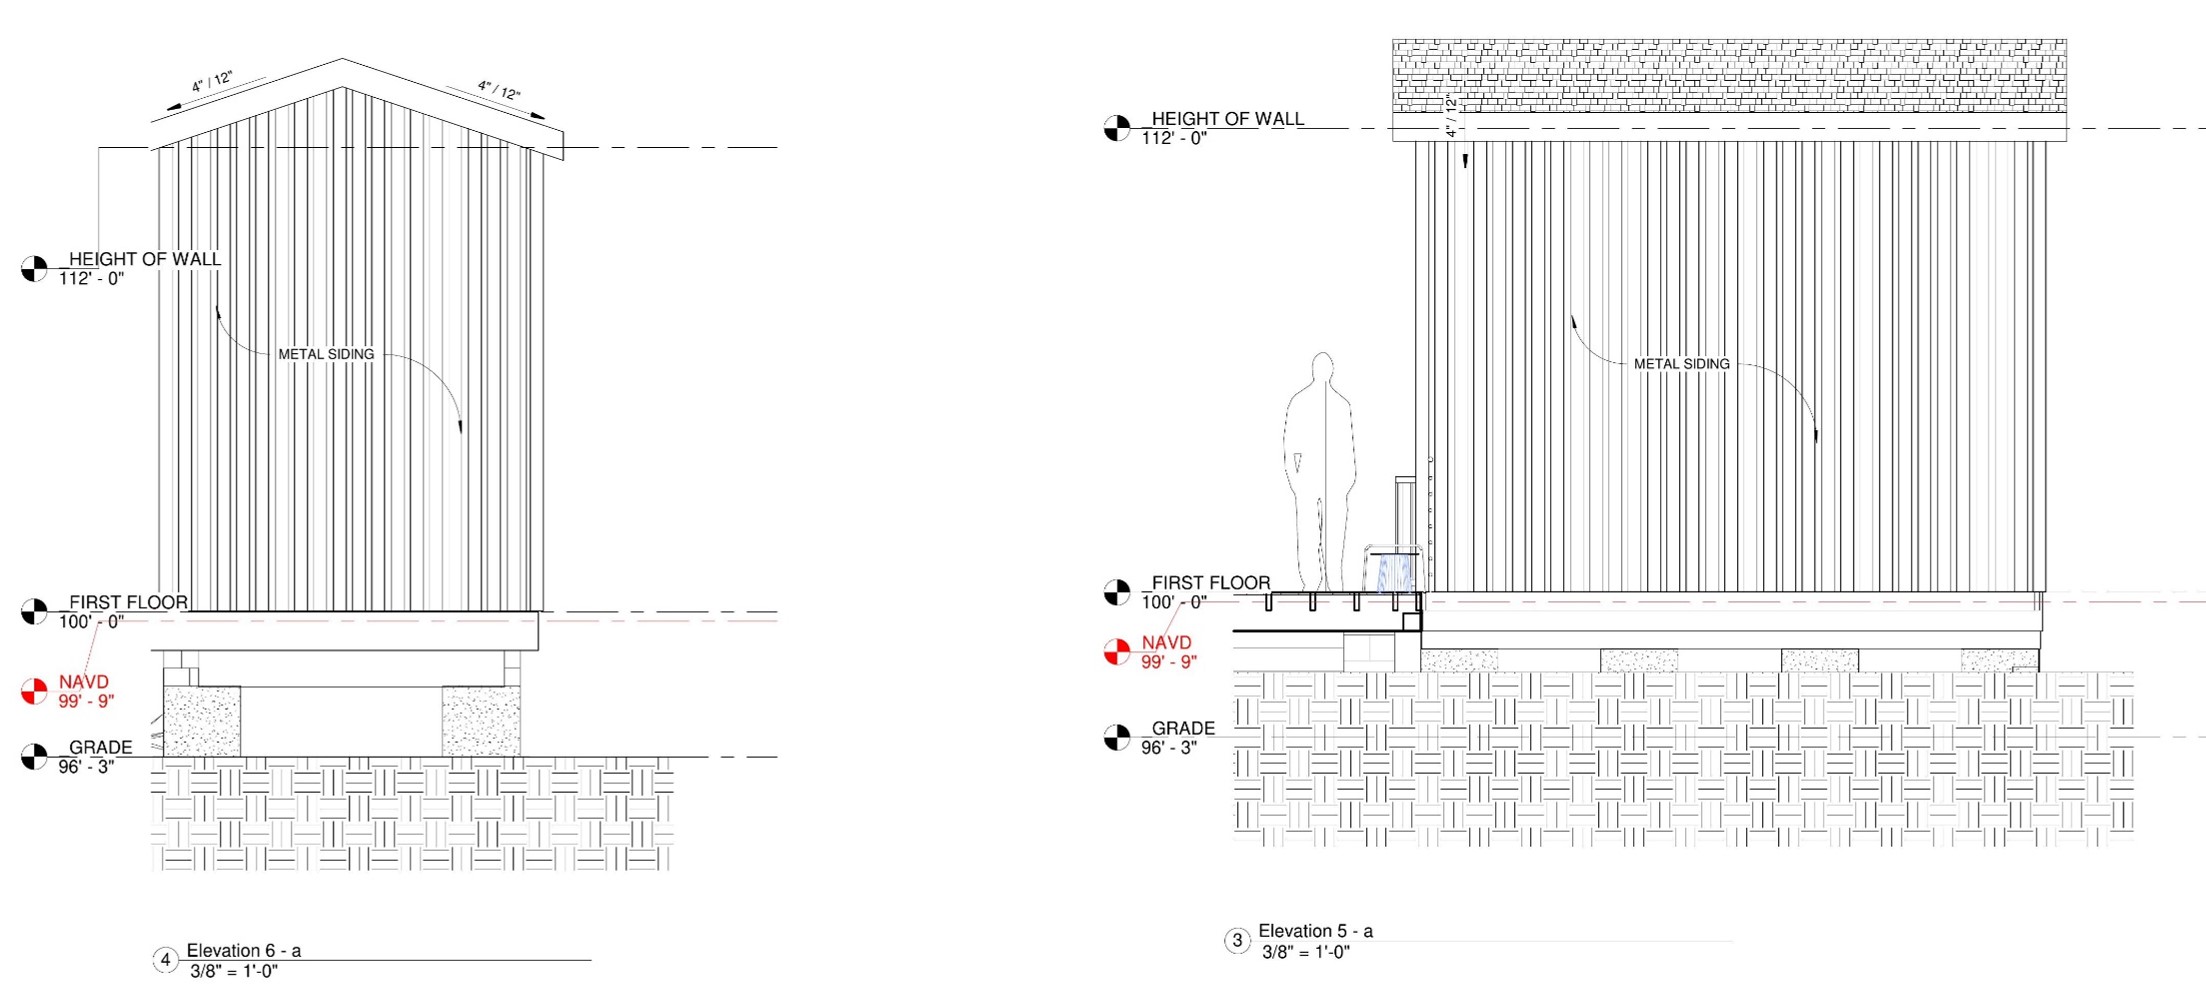 4" / 12"
4" / 12"
HEIGHT OF WALL
112' - 0"
METAL SIDING
FIRST FLOOR
100' - 0"
NAVD
99' - 9"
GRADE
96' - 3"
4
Elevation 6 - a
3/8" = 1'-0"
4" / 12"
HEIGHT OF WALL
112' - 0"
METAL SIDING
FIRST FLOOR
100' - 0"
NAVD
99' - 9"
GRADE
96' - 3"
3
Elevation 5 - a
3/8" = 1'-0"